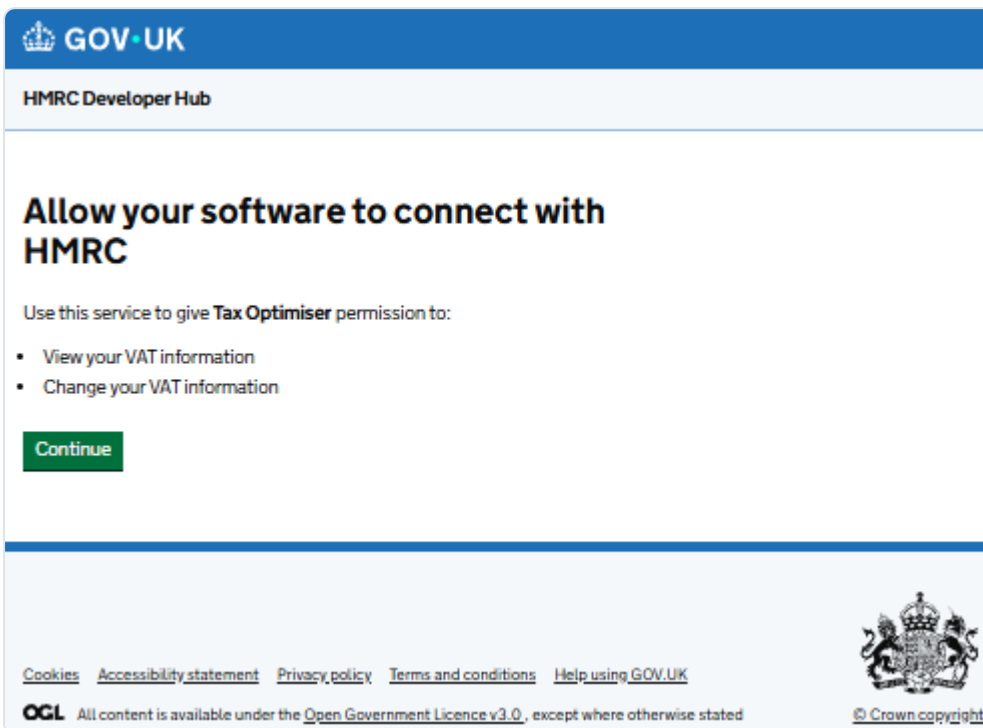 GOV·UK
HMRC Developer Hub
Allow your software to connect with
HMRC
Use this service to give Tax Optimiser permission to:
• View your VAT information
• Change your VAT information
Continue
Cookies Accessibility statement Privacy policy Terms and conditions Help using GOV.UK
OGL All content is available under the Open Government Licence v3.0 , except where otherwise stated
© Crown copyright